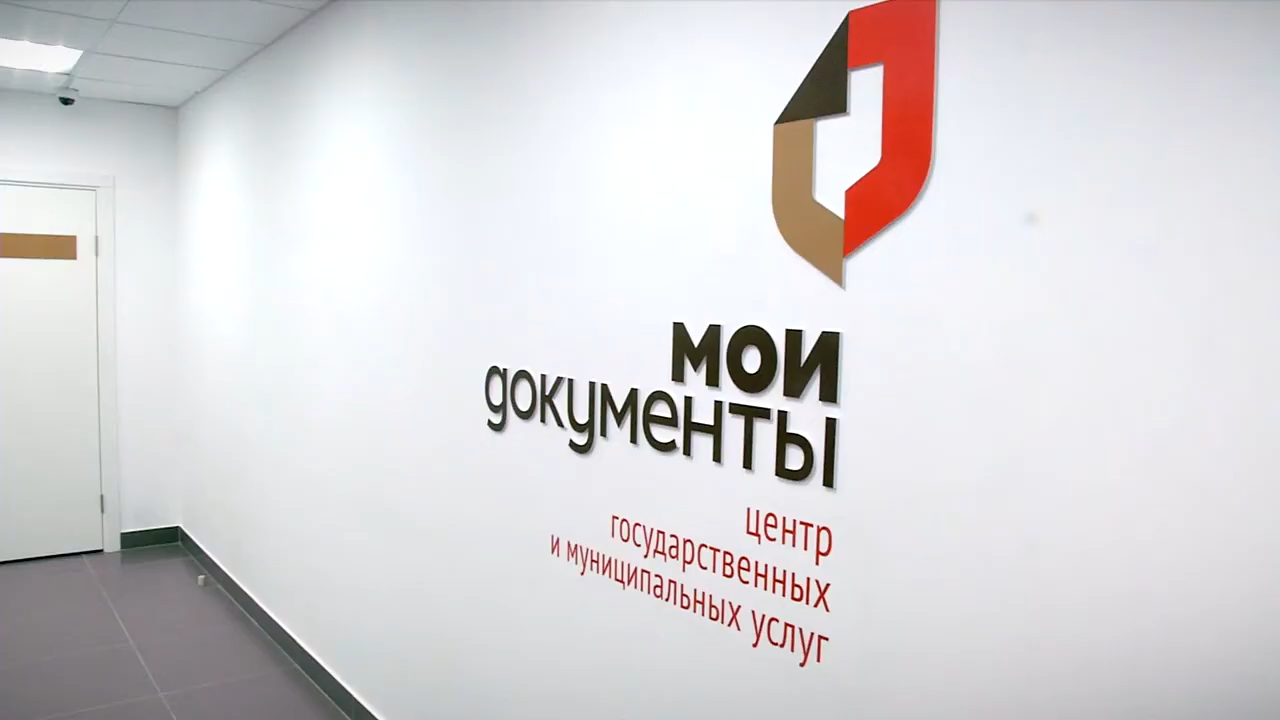 мои
документы
центр
государственных
и муниципальных услуг